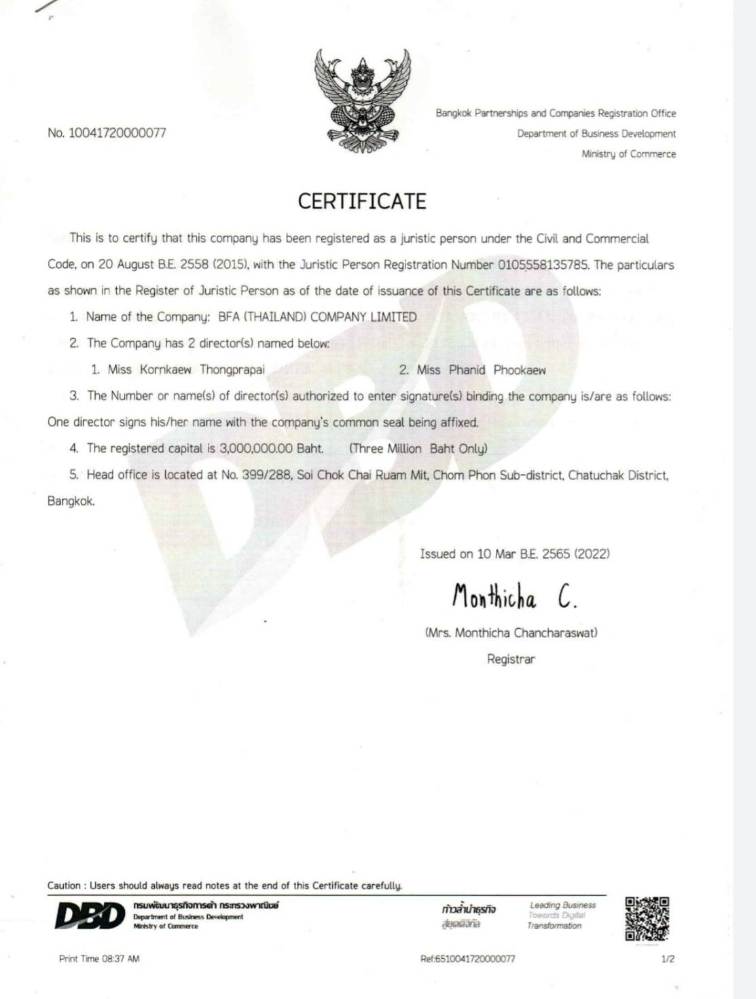 No. 10041720000077
Bangkok Partnerships and Companies Registration Office
Department of Business Development
Ministry of Commerce
CERTIFICATE
This is to certify that this company has been registered as a juristic person under the Civil and Commercial
Code, on 20 August B.E. 2558 (2015), with the Juristic Person Registration Number 0105558135785. The particulars
as shown in the Register of Juristic Person as of the date of issuance of this Certificate are as follows:
1. Name of the Company: BFA (THAILAND) COMPANY LIMITED
2. The Company has 2 director(s) named below:
1. Miss Kornkaew Thongprapai 2. Miss Phanid Phookaew
3. The Number or name(s) of director(s) authorized to enter signature(s) binding the company is/are as follows:
One director signs his/her name with the company's common seal being affixed.
4. The registered capital is 3,000,000.00 Baht. (Three Million Baht Only)
5. Head office is located at No. 399/288, Soi Chok Chai Ruam Mit, Chom Phon Sub-district, Chatuchak District,
Bangkok.
DBD
Issued on 10 Mar B.E. 2565 (2022)
Monthicha C.
(Mrs. Monthicha Chancharaswat)
Registrar
Caution : Users should always read notes at the end of this Certificate carefully.
DBD
กรมพัฒนาธุรกิจการค้า กระทรวงพาณิชย์
Department of Business Development
Ministry of Commerce
ก้าวล้ำนำธุรกิจ
สู่ยุคดิจิทัล
Leading Business
Towards Digital
Transformation
Print Time 08:37 AM
Ref:6510041720000077
1/2